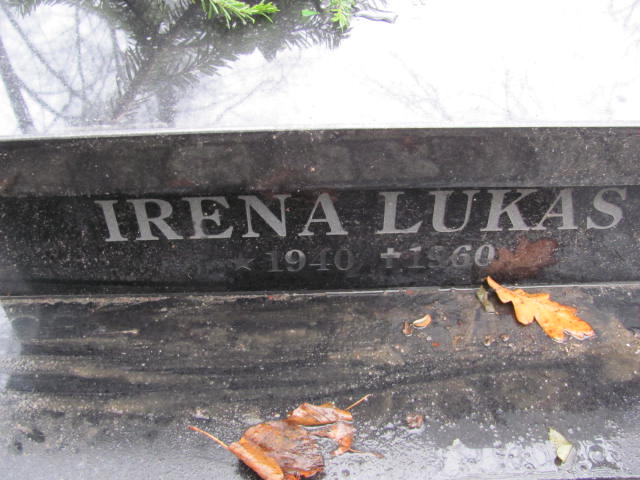 IRENA LUKAS
★ 1940 ✝ 1960